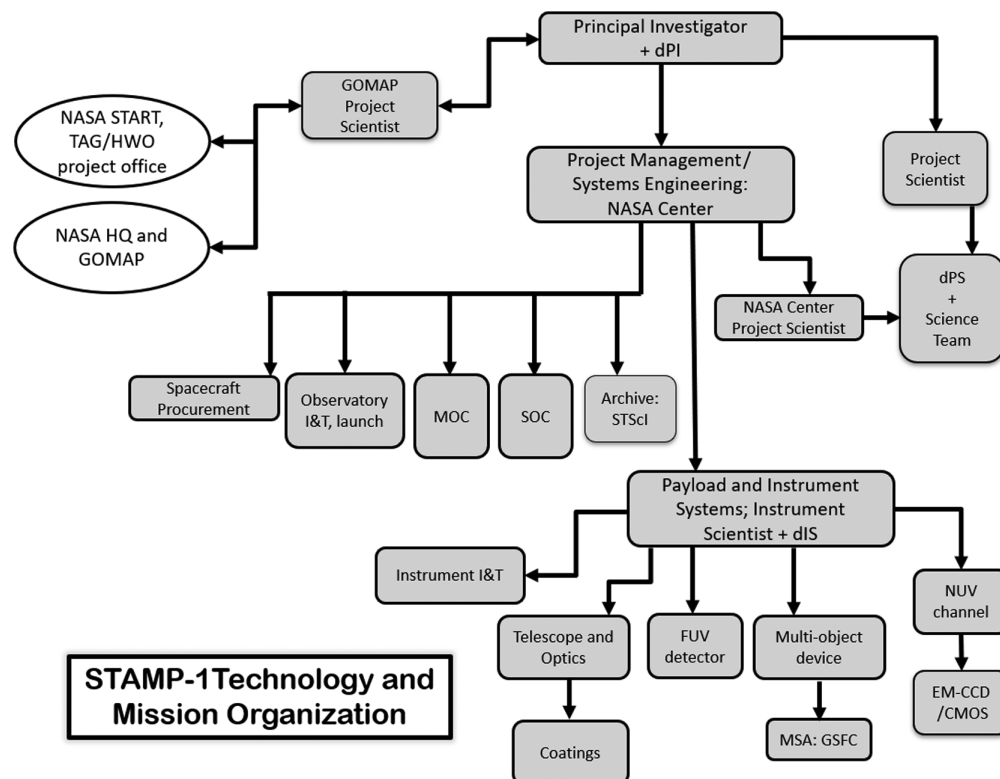 Principal Investigator
+ dPI
GOMAP
Project
Scientist
NASA START,
TAG/HWO
project office
NASA HQ and
GOMAP
Project Management/
Systems Engineering:
NASA Center
Project
Scientist
NASA Center
Project Scientist
dPS
+
Science
Team
Spacecraft
Procurement
Observatory
I&T, launch
MOC
SOC
Archive:
STScI
Payload and Instrument
Systems; Instrument
Scientist + dIS
Instrument I&T
Telescope and
Optics
FUV
detector
Multi-object
device
NUV
channel
Coatings
MSA: GSFC
EM-CCD
/CMOS
STAMP-1Technology and
Mission Organization